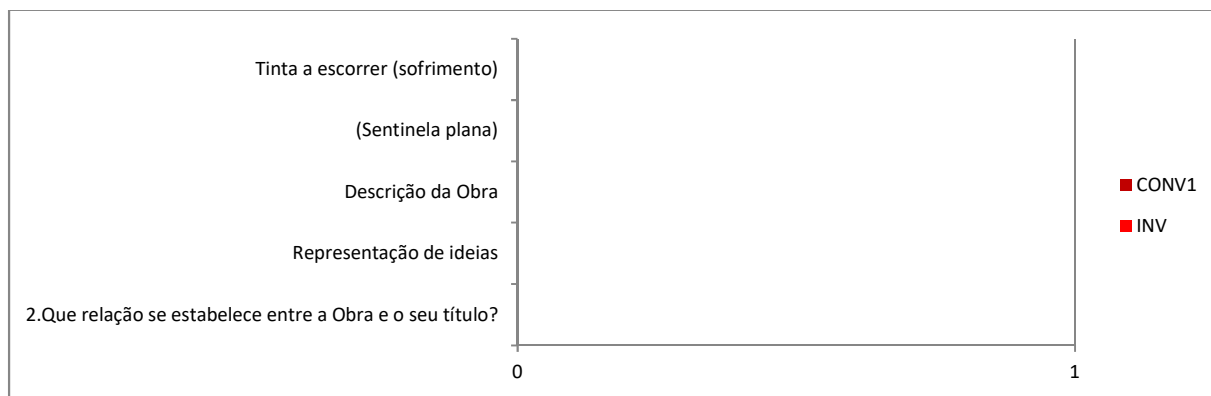 Tinta a escorrer (sofrimento)
(Sentinela plana)
Descrição da Obra
CONV1
INV
Representação de ideias
2.Que relação se estabelece entre a Obra e o seu título?
0
1